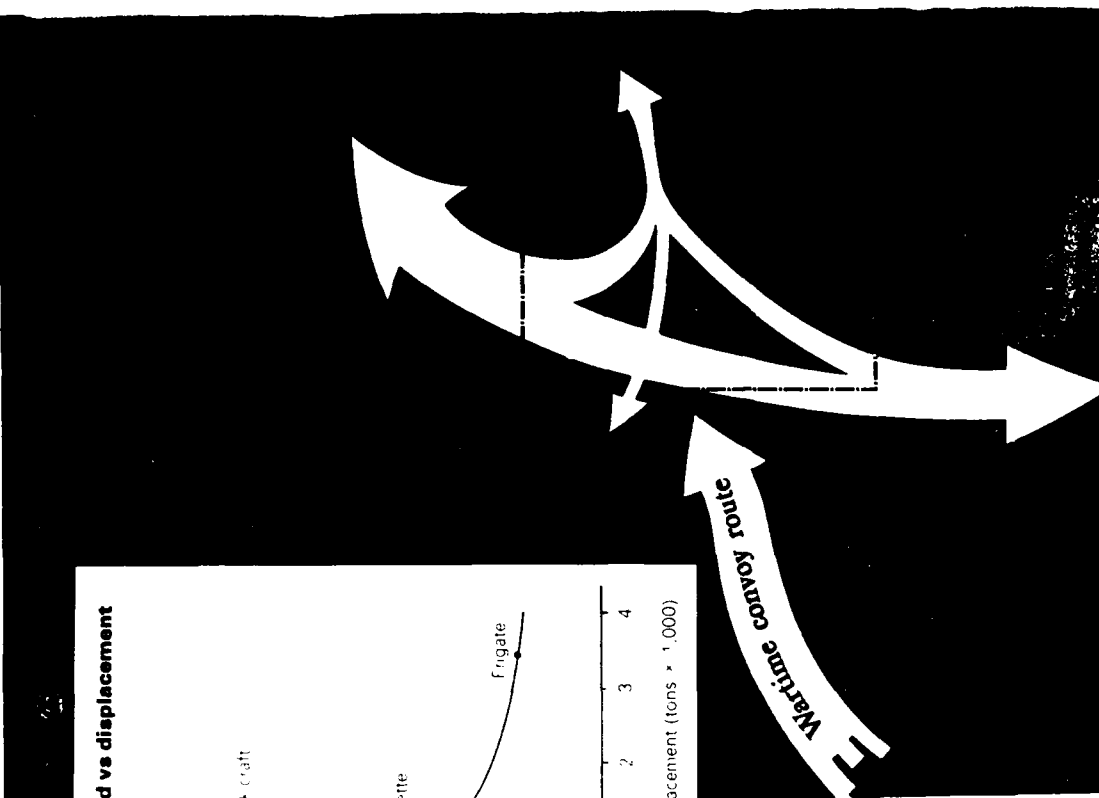 d vs displacement
craft
ette
Frigate
2
3
4
acement (tons × 1,000)
Wartime convoy route